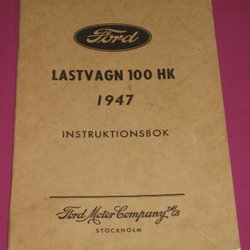 Ford
LASTVAGN 100 HK
1947
INSTRUKTIONSBOK
Ford Motor Company A/B
STOCKHOLM